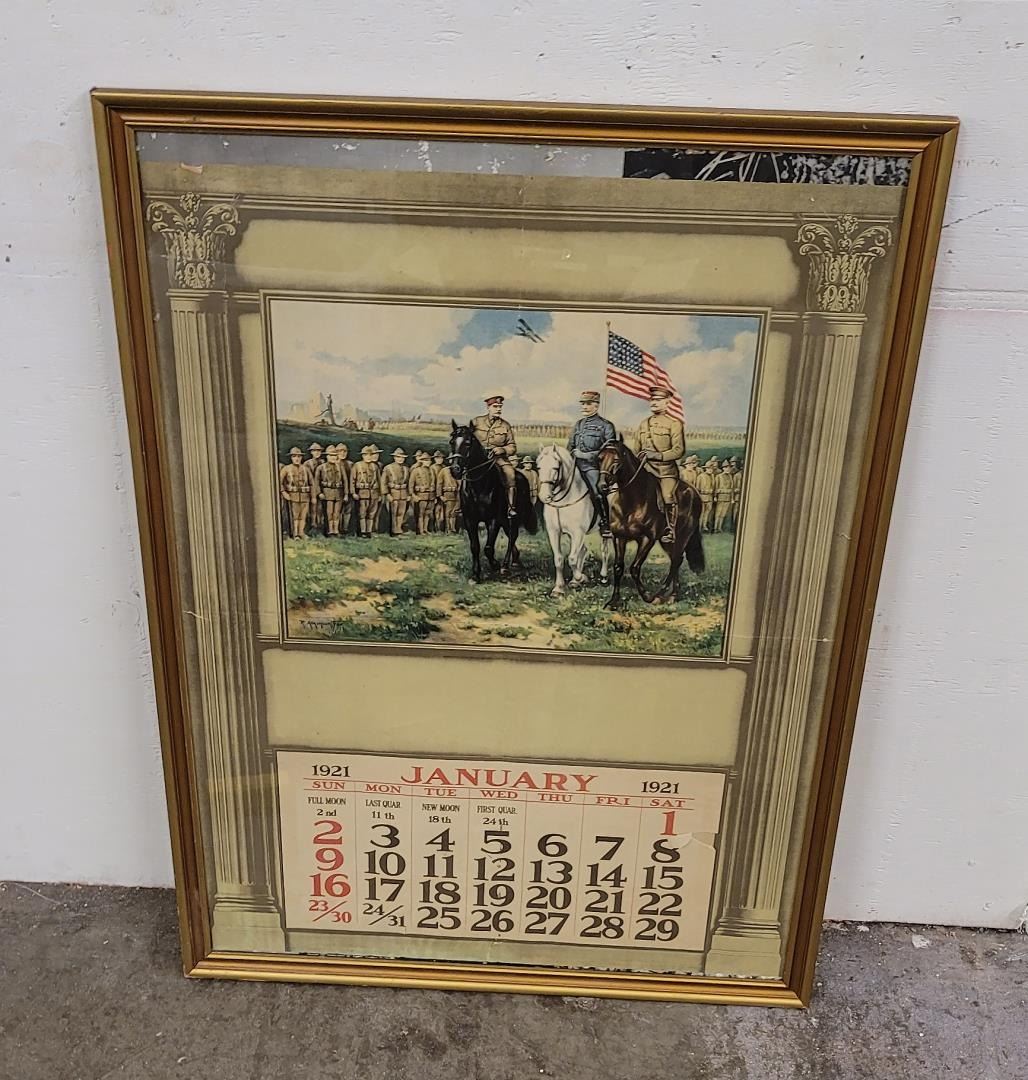 1921 JANUARY 1921
SUN MON TUE WED THU FRI SAT
FULL MOON 2nd LAST QUAR. 11th NEW MOON 18th FIRST QUAR. 24th 1
2 3 4 5 6 7 8
9 10 11 12 13 14 15
16 17 18 19 20 21 22
23/30 24/31 25 26 27 28 29